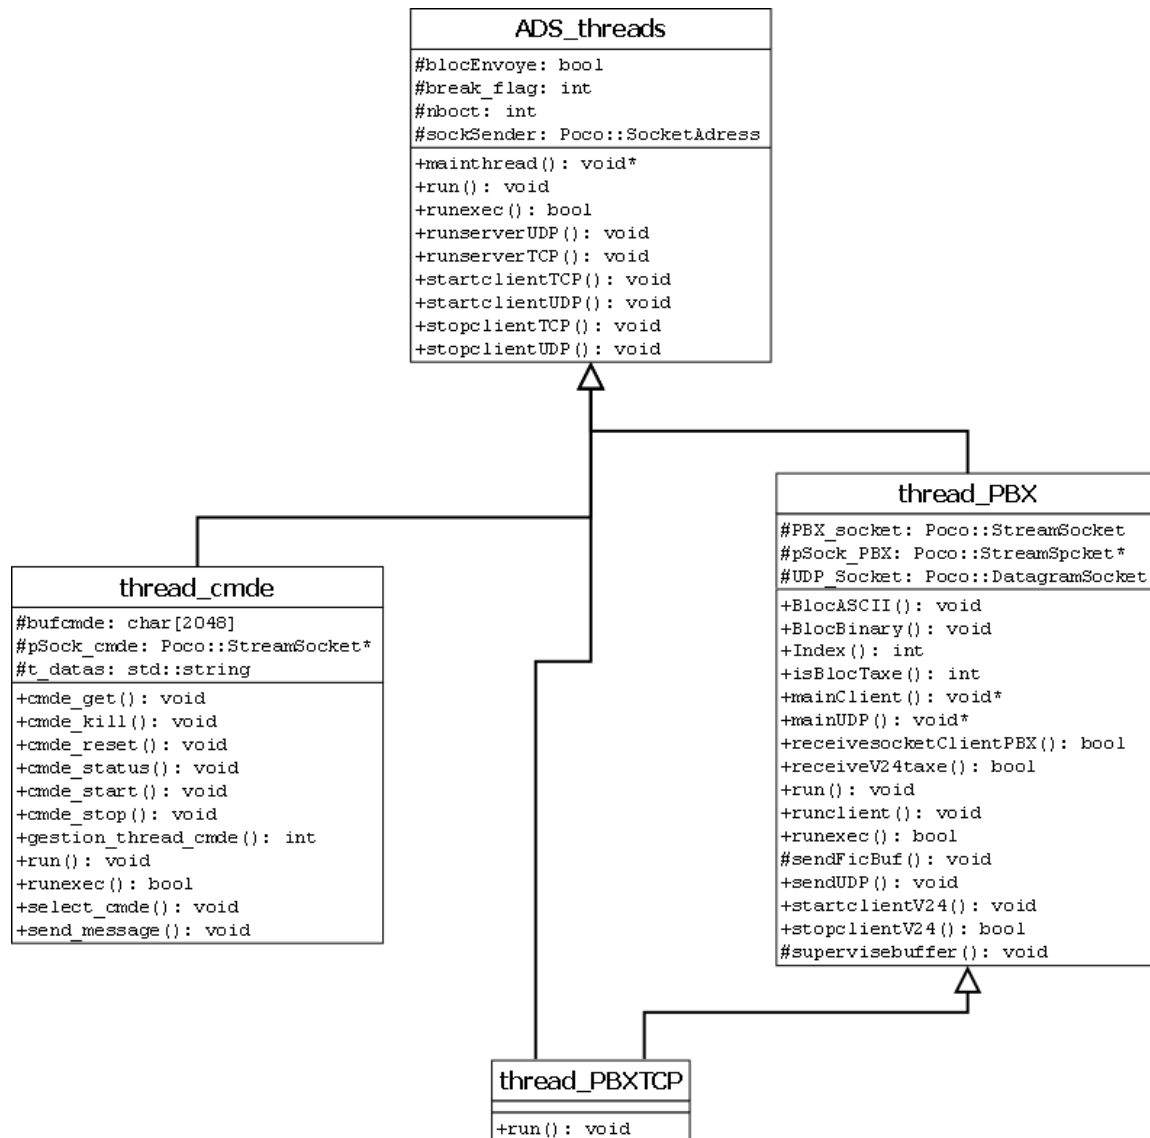 ADS_threads
#blocEnvoye: bool
#break_flag: int
#nboct: int
#sockSender: Poco::SocketAdress
+mainthread(): void*
+run(): void
+runexec(): bool
+runserverUDP(): void
+runserverTCP(): void
+startclientTCP(): void
+startclientUDP(): void
+stopclientTCP(): void
+stopclientUDP(): void
thread_cmde
#bufcmde: char[2048]
#pSock_cmde: Poco::StreamSocket*
#t_datas: std::string
+cmde_get(): void
+cmde_kill(): void
+cmde_reset(): void
+cmde_status(): void
+cmde_start(): void
+cmde_stop(): void
+gestion_thread_cmde(): int
+run(): void
+runexec(): bool
+select_cmde(): void
+send_message(): void
thread_PBX
#PBX_socket: Poco::StreamSocket
#pSock_PBX: Poco::StreamSpcket*
#UDP_Socket: Poco::DatagramSocket
+BlocASCII(): void
+BlocBinary(): void
+Index(): int
+isBlocTaxe(): int
+mainClient(): void*
+mainUDP(): void*
+receivesocketClientPBX(): bool
+receiveV24taxe(): bool
+run(): void
+runclient(): void
+runexec(): bool
#sendFicBuf(): void
+sendUDP(): void
+startclientV24(): void
+stopclientV24(): bool
#supervisebuffer(): void
thread_PBXTCP
+run(): void